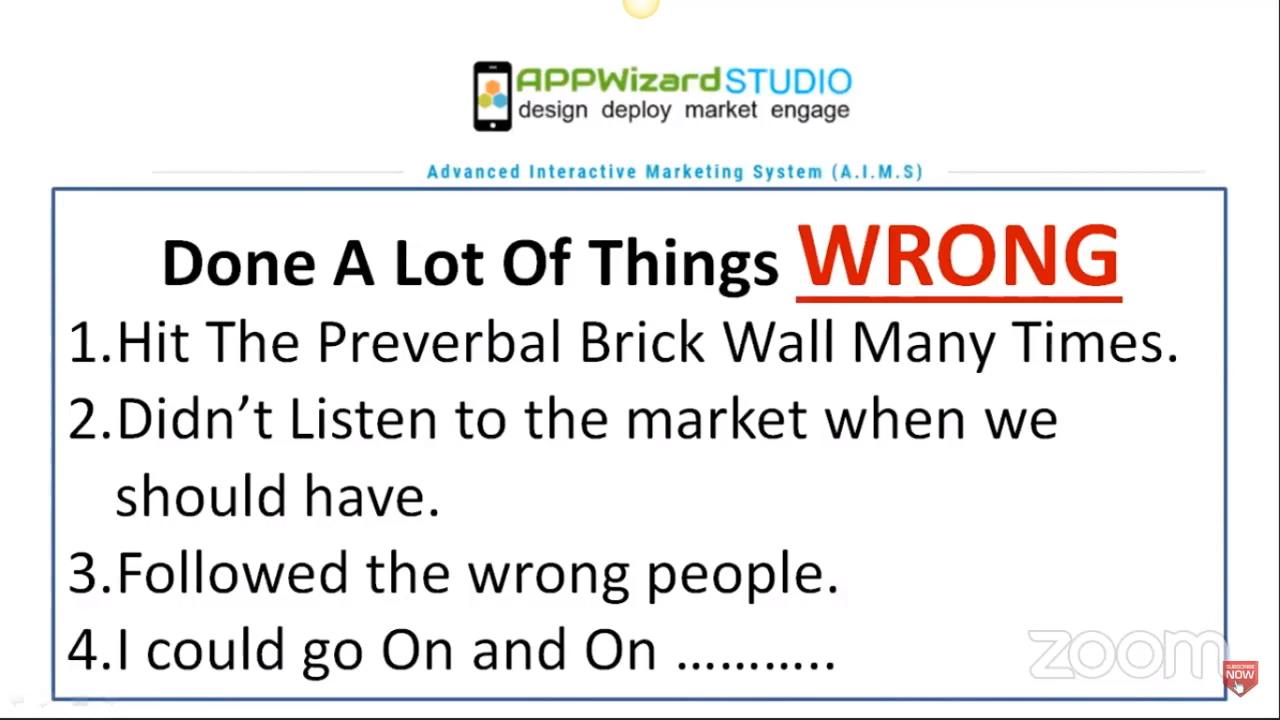 APPWizardSTUDIO
design deploy market engage
Advanced Interactive Marketing System (A.I.M.S)
Done A Lot Of Things WRONG
1.Hit The Preverbal Brick Wall Many Times.
2.Didn’t Listen to the market when we
should have.
3.Followed the wrong people.
4.I could go On and On ………..
zoom
SUBSCRIBE
NOW